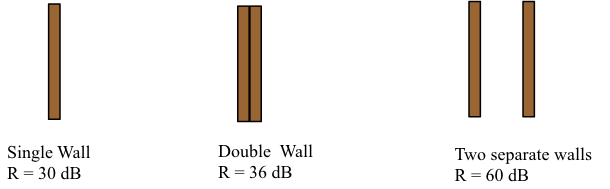 Single Wall
R = 30 dB
Double Wall
R = 36 dB
Two separate walls
R = 60 dB